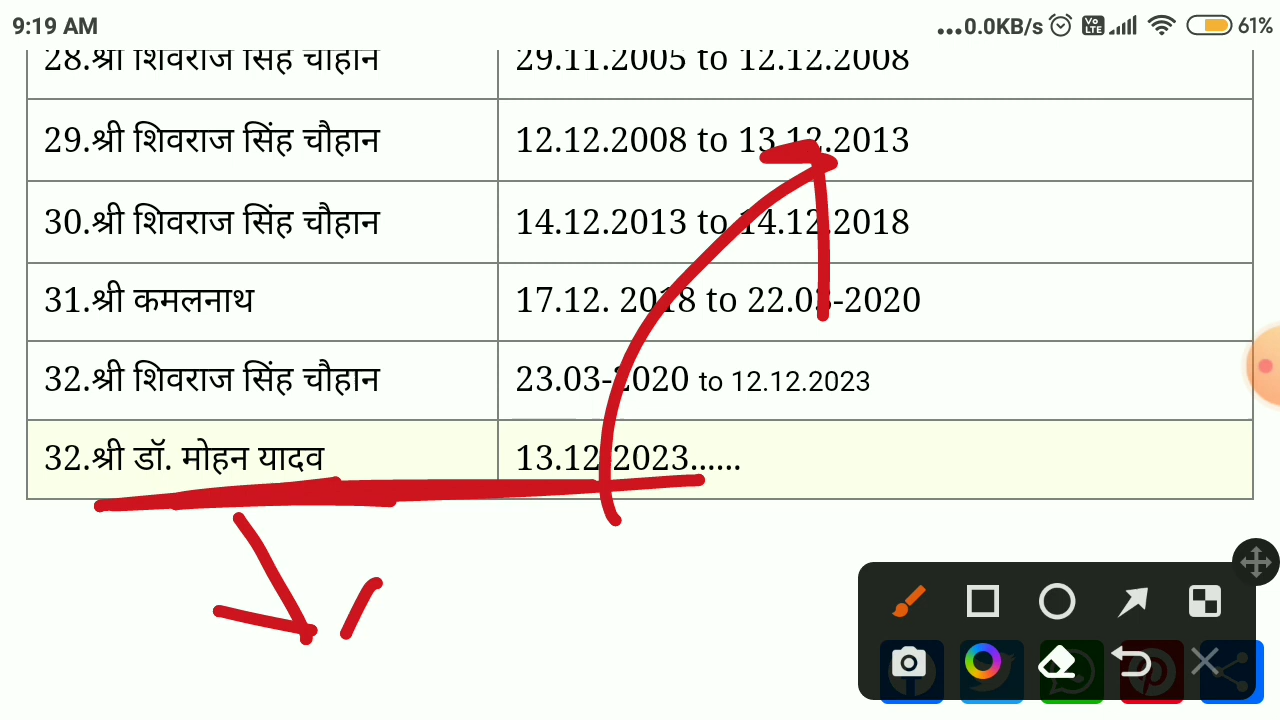 9:19 AM ...0.0KB/s Vo LTE 61%
28.श्री शिवराज सिंह चौहान 29.11.2005 to 12.12.2008
29.श्री शिवराज सिंह चौहान 12.12.2008 to 13.12.2013
30.श्री शिवराज सिंह चौहान 14.12.2013 to 14.12.2018
31.श्री कमलनाथ 17.12. 2018 to 22.03-2020
32.श्री शिवराज सिंह चौहान 23.03-2020 to 12.12.2023
32.श्री डॉ. मोहन यादव 13.12.2023......